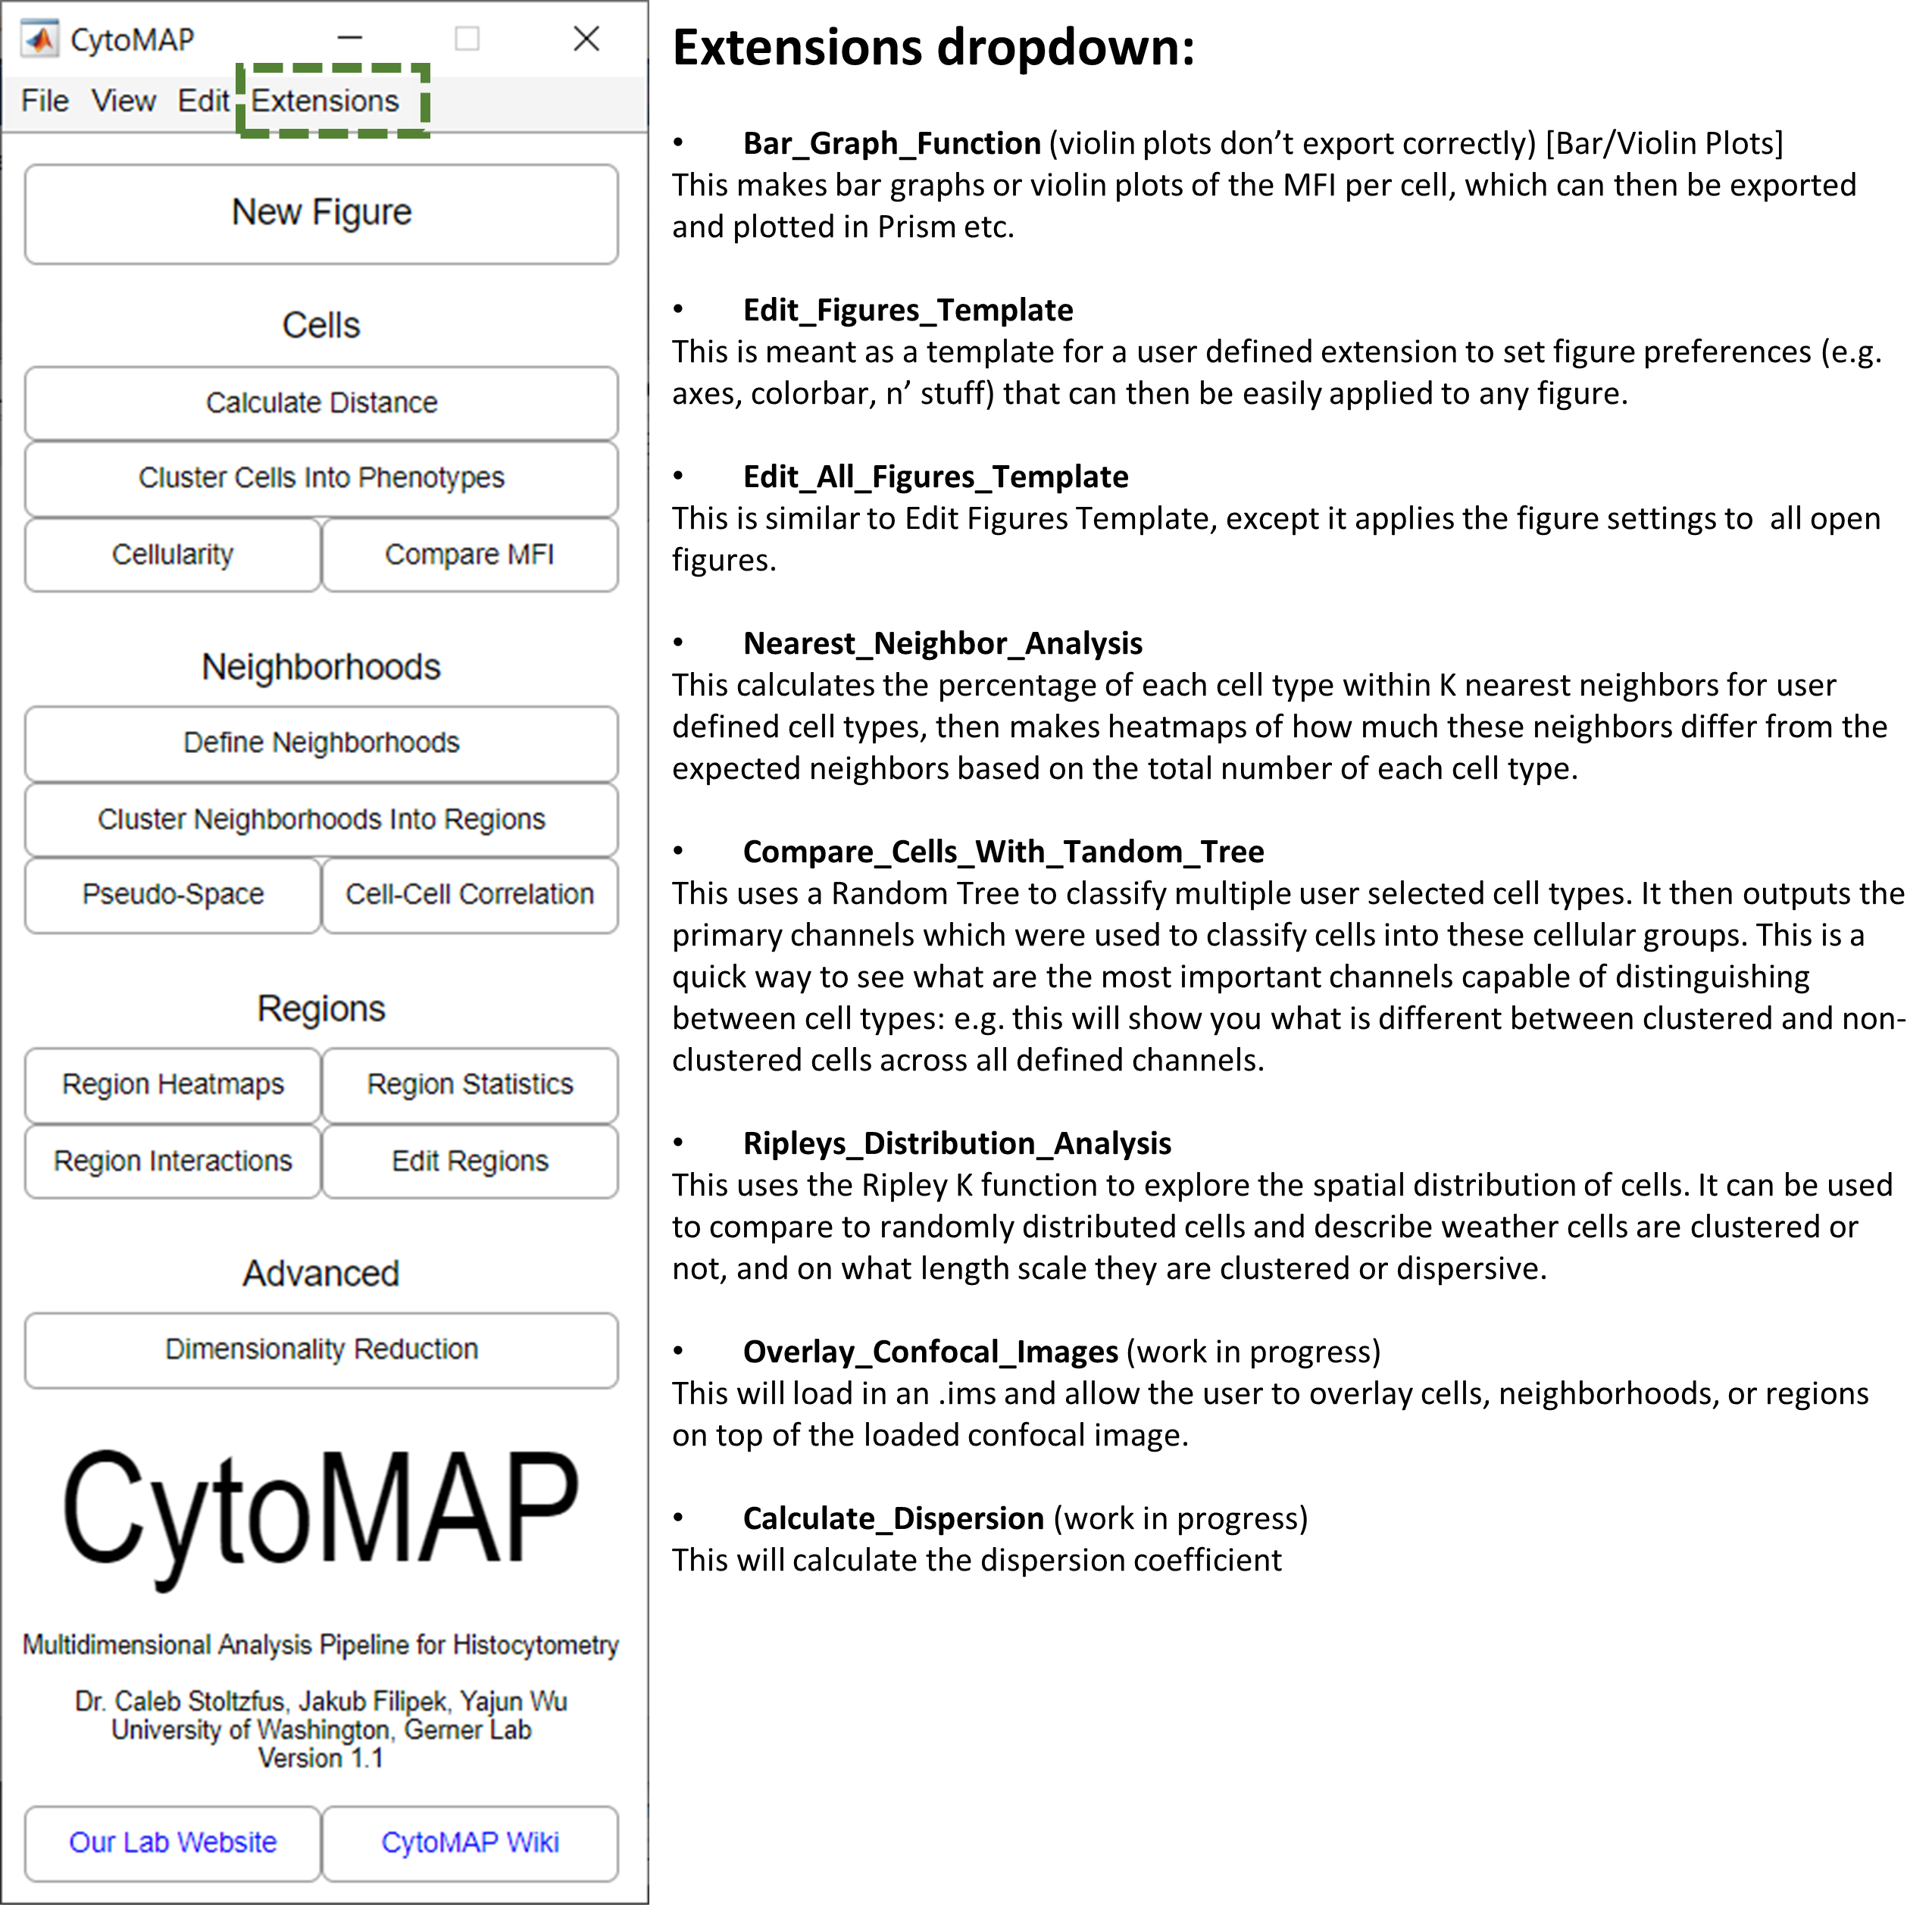 CytoMAP
File View Edit Extensions
New Figure
Cells
Calculate Distance
Cluster Cells Into Phenotypes
Cellularity
Compare MFI
Neighborhoods
Define Neighborhoods
Cluster Neighborhoods Into Regions
Pseudo-Space
Cell-Cell Correlation
Regions
Region Heatmaps
Region Statistics
Region Interactions
Edit Regions
Advanced
Dimensionality Reduction
CytoMAP
Multidimensional Analysis Pipeline for Histocytometry
Dr. Caleb Stoltzfus, Jakub Filipek, Yajun Wu
University of Washington, Gerner Lab
Version 1.1
Our Lab Website
CytoMAP Wiki
Extensions dropdown:
• Bar_Graph_Function (violin plots don’t export correctly) [Bar/Violin Plots]
This makes bar graphs or violin plots of the MFI per cell, which can then be exported
and plotted in Prism etc.
• Edit_Figures_Template
This is meant as a template for a user defined extension to set figure preferences (e.g.
axes, colorbar, n’ stuff) that can then be easily applied to any figure.
• Edit_All_Figures_Template
This is similar to Edit Figures Template, except it applies the figure settings to  all open
figures.
• Nearest_Neighbor_Analysis
This calculates the percentage of each cell type within K nearest neighbors for user
defined cell types, then makes heatmaps of how much these neighbors differ from the
expected neighbors based on the total number of each cell type.
• Compare_Cells_With_Tandom_Tree
This uses a Random Tree to classify multiple user selected cell types. It then outputs the
primary channels which were used to classify cells into these cellular groups. This is a
quick way to see what are the most important channels capable of distinguishing
between cell types: e.g. this will show you what is different between clustered and non-
clustered cells across all defined channels.
• Ripleys_Distribution_Analysis
This uses the Ripley K function to explore the spatial distribution of cells. It can be used
to compare to randomly distributed cells and describe weather cells are clustered or
not, and on what length scale they are clustered or dispersive.
• Overlay_Confocal_Images (work in progress)
This will load in an .ims and allow the user to overlay cells, neighborhoods, or regions
on top of the loaded confocal image.
• Calculate_Dispersion (work in progress)
This will calculate the dispersion coefficient